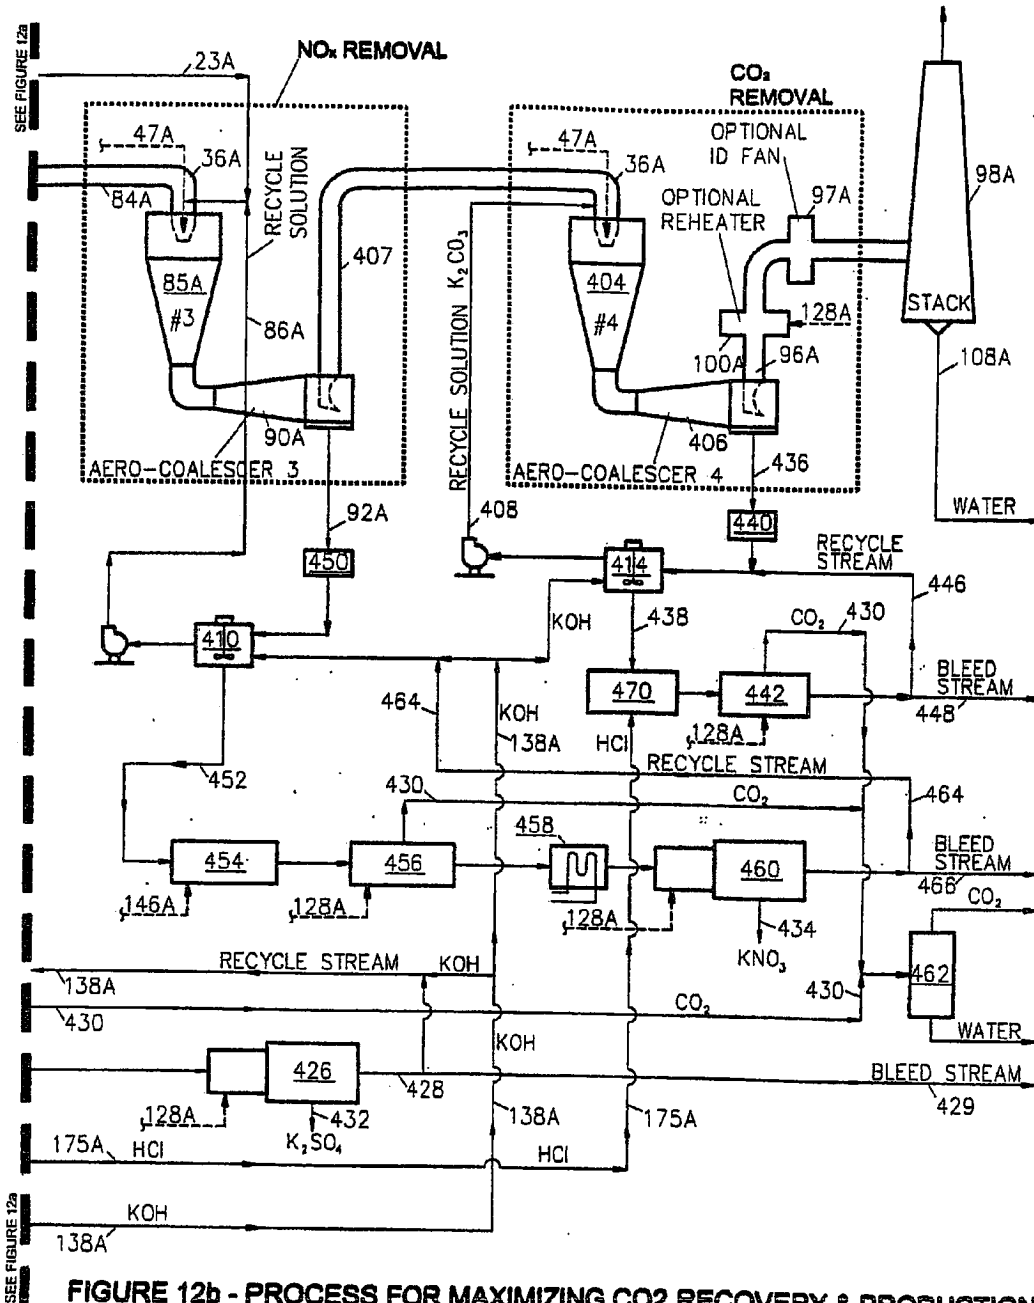 SEE FIGURE 12a
23A
NOx REMOVAL
CO2
REMOVAL
47A
36A
84A
RECYCLE
SOLUTION
85A
#3
86A
407
90A
AERO-COALESCER 3
92A
450
410
47A
36A
OPTIONAL
ID FAN
OPTIONAL
REHEATER
97A
98A
RECYCLE SOLUTION K2CO3
404
#4
128A
100A
96A
STACK
108A
406
AERO-COALESCER 4
436
WATER
408
440
RECYCLE
STREAM
414
446
KOH
438
CO2
430
470
442
BLEED
STREAM
448
464
KOH
138A
HCl
128A
452
RECYCLE STREAM
430
CO2
464
458
454
456
460
BLEED
STREAM
466
146A
128A
128A
434
KNO3
CO2
RECYCLE STREAM
KOH
138A
462
430
430
CO2
KOH
WATER
426
428
BLEED STREAM
429
128A
432
K2SO4
138A
175A
175A
HCl
HCl
KOH
138A
SEE FIGURE 12a
FIGURE 12b - PROCESS FOR MAXIMIZING CO2 RECOVERY & PRODUCTION